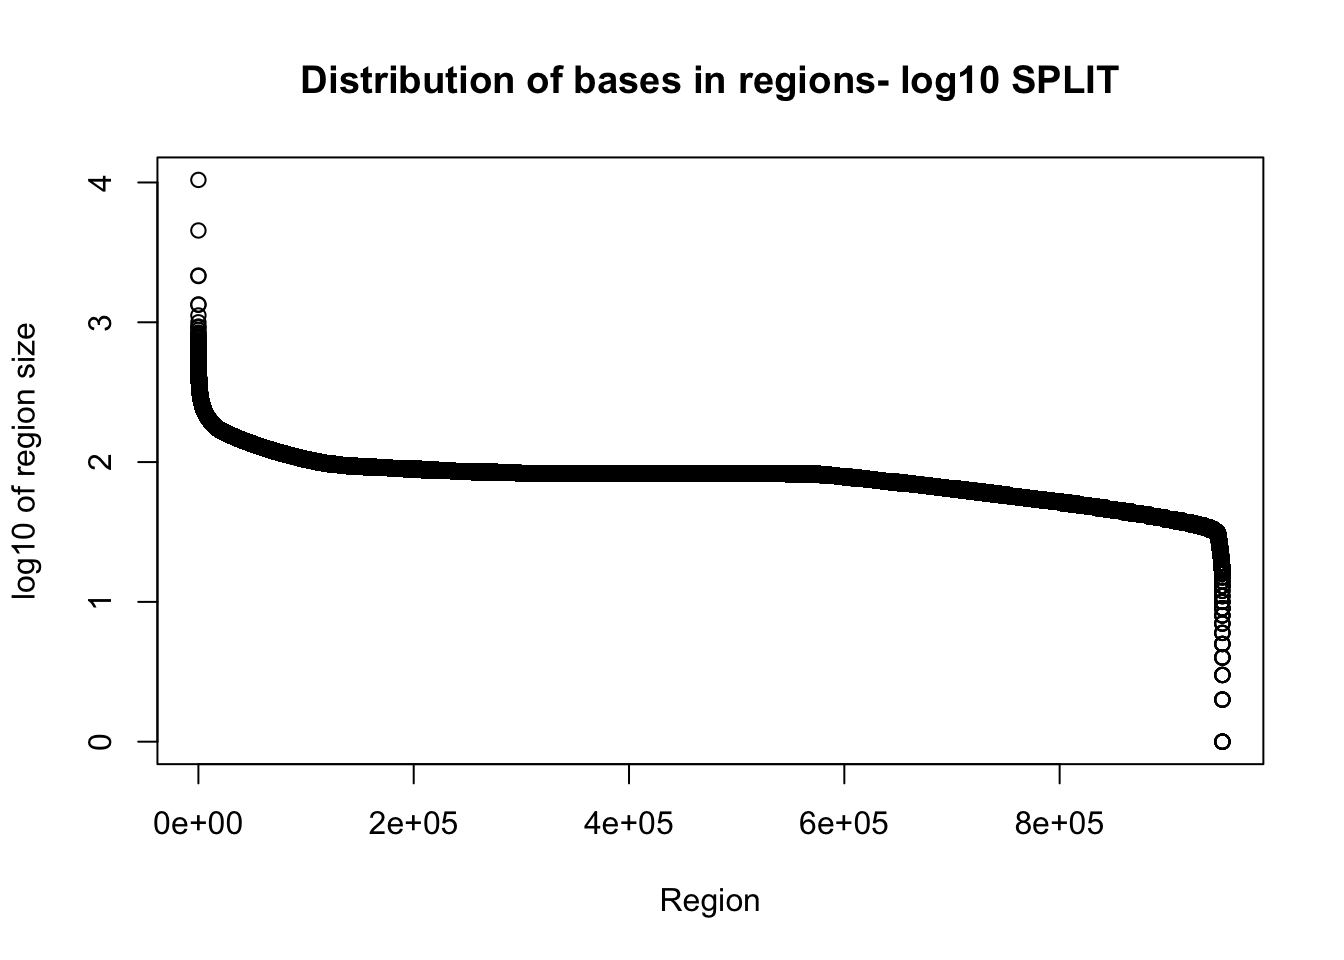 Distribution of bases in regions- log10 SPLIT
log10 of region size
4
3
2
1
0
0e+00 2e+05 4e+05 6e+05 8e+05
Region